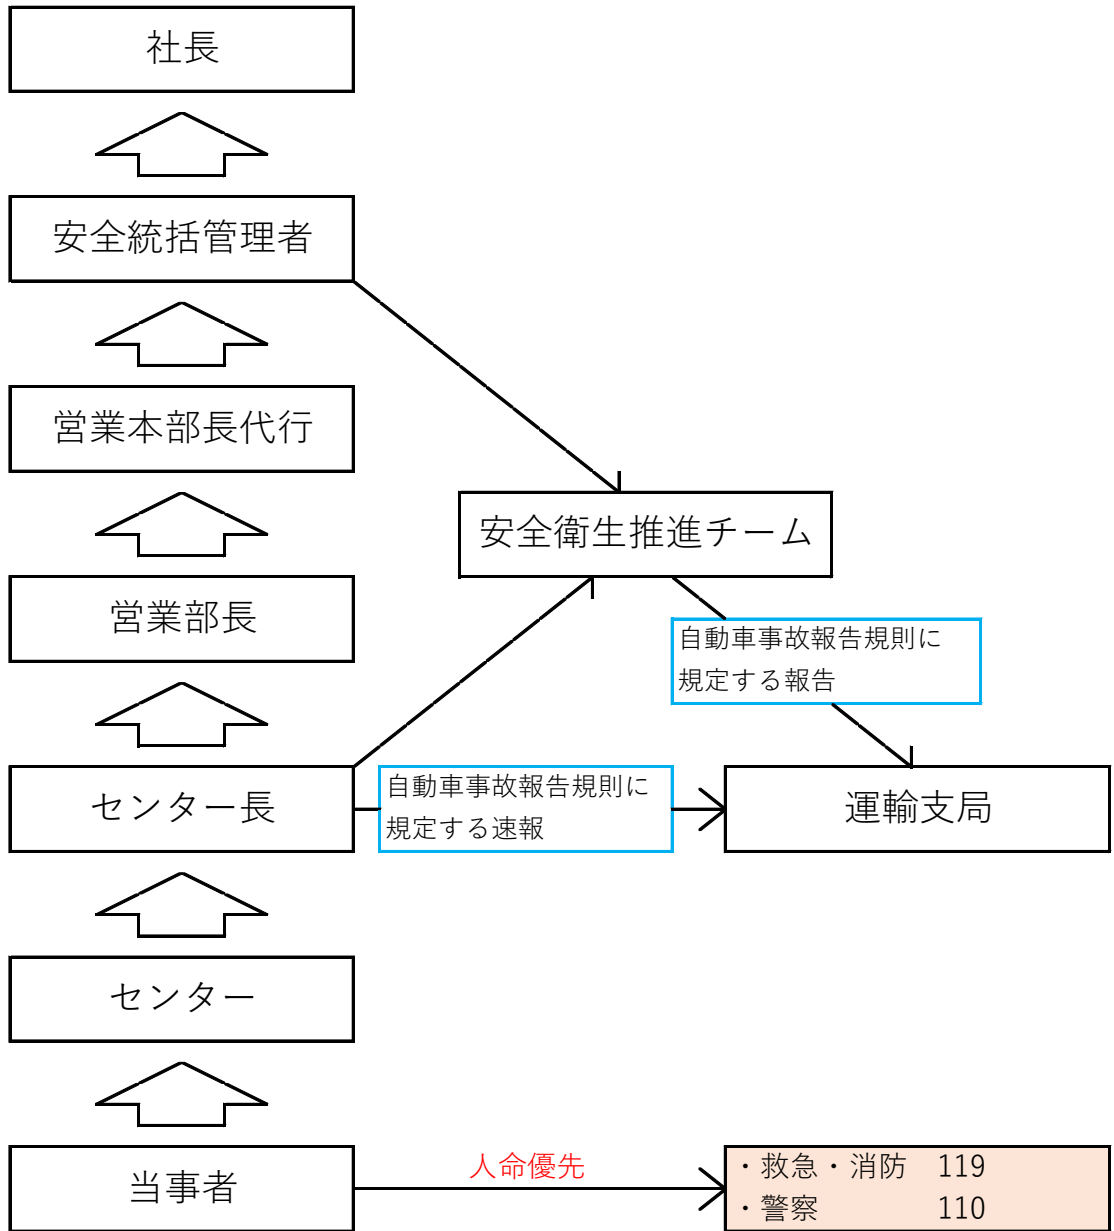 社長
安全統括管理者
営業本部長代行
安全衛生推進チーム
営業部長
自動車事故報告規則に
規定する報告
センター長
自動車事故報告規則に
規定する速報
運輸支局
センター
当事者
人命優先
・救急・消防 119
・警察 110